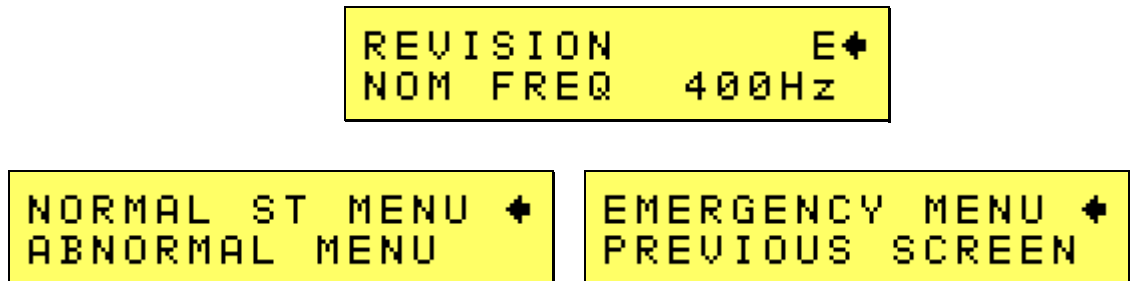 REVISION E←
NOM FREQ 400Hz
NORMAL ST MENU ←
ABNORMAL MENU
EMERGENCY MENU ←
PREVIOUS SCREEN